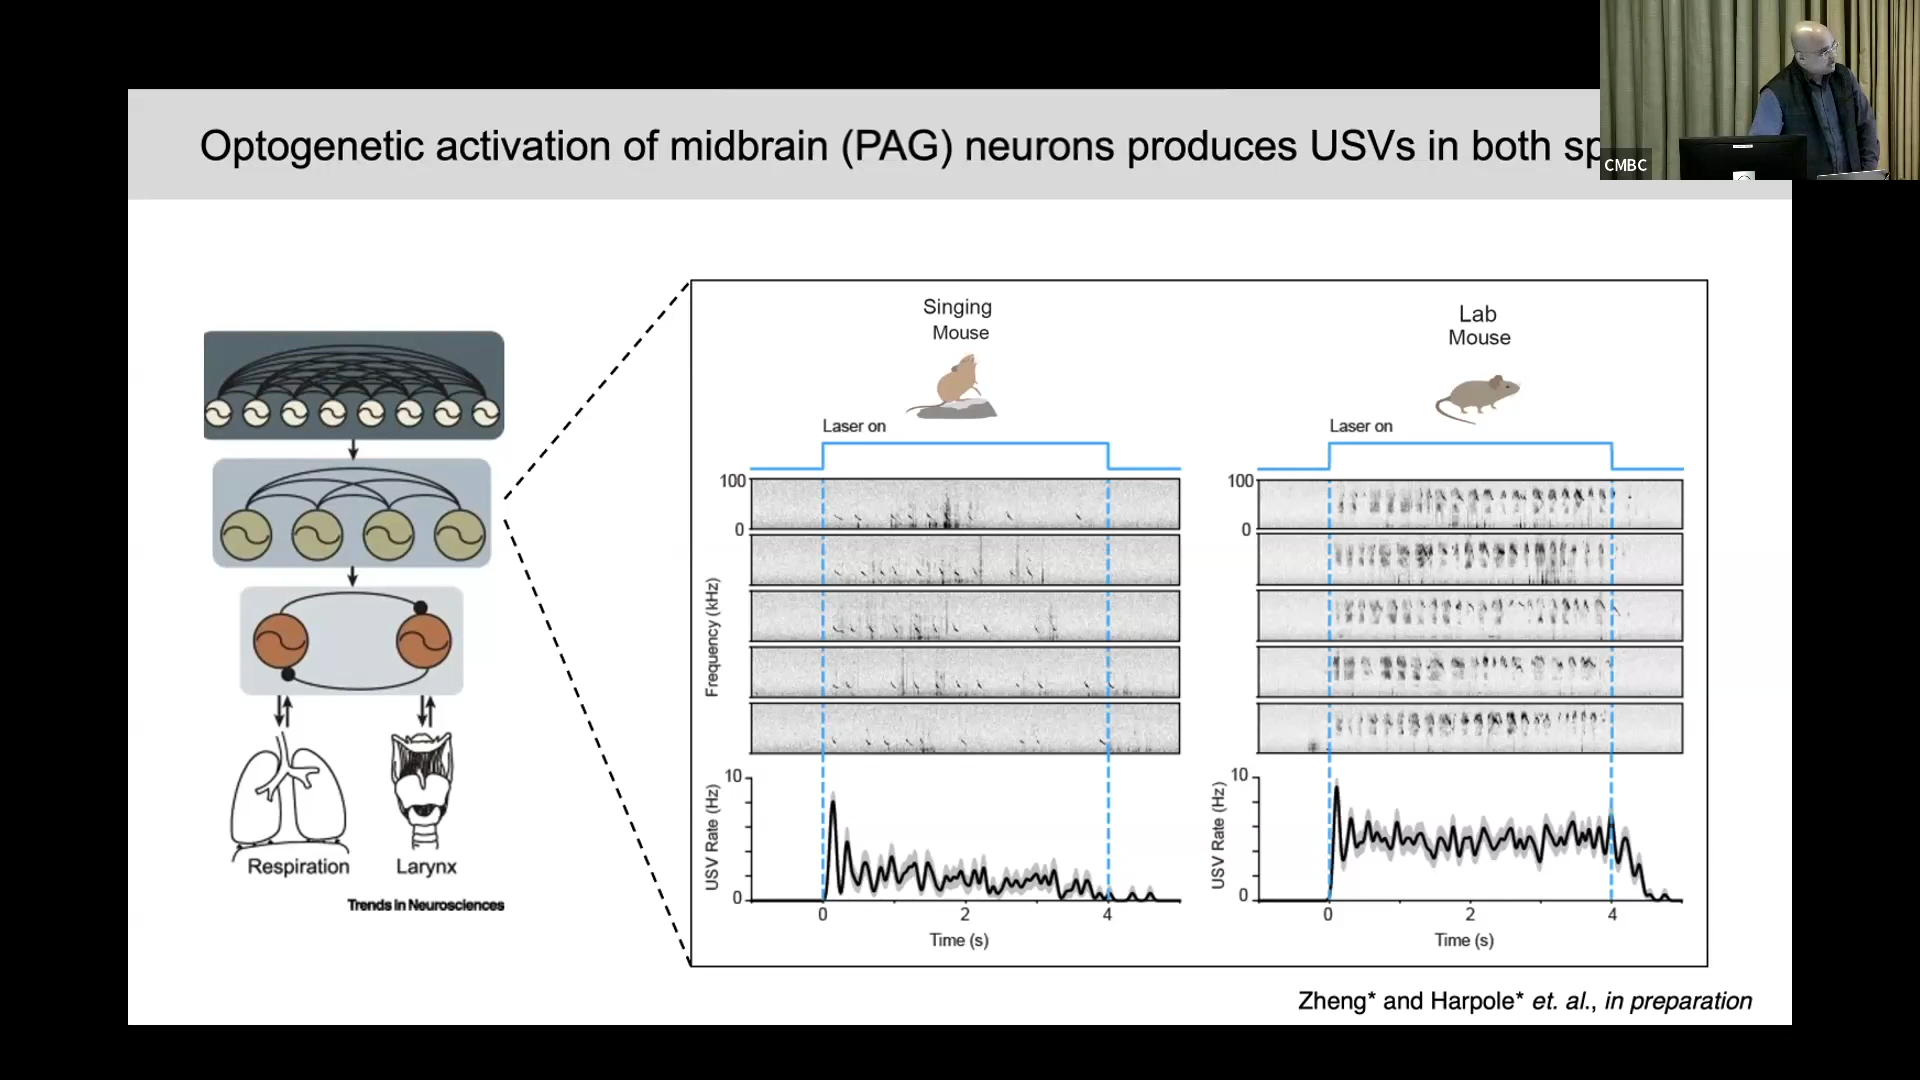 Optogenetic activation of midbrain (PAG) neurons produces USVs in both sp
CMBC
Singing
Mouse
Lab
Mouse
Laser on
Laser on
100
0
100
0
Frequency (kHz)
10
USV Rate (Hz)
0
0 2 4
Time (s)
10
USV Rate (Hz)
0
0 2 4
Time (s)
Respiration
Larynx
Trends in Neurosciences
Zheng* and Harpole* et. al., in preparation